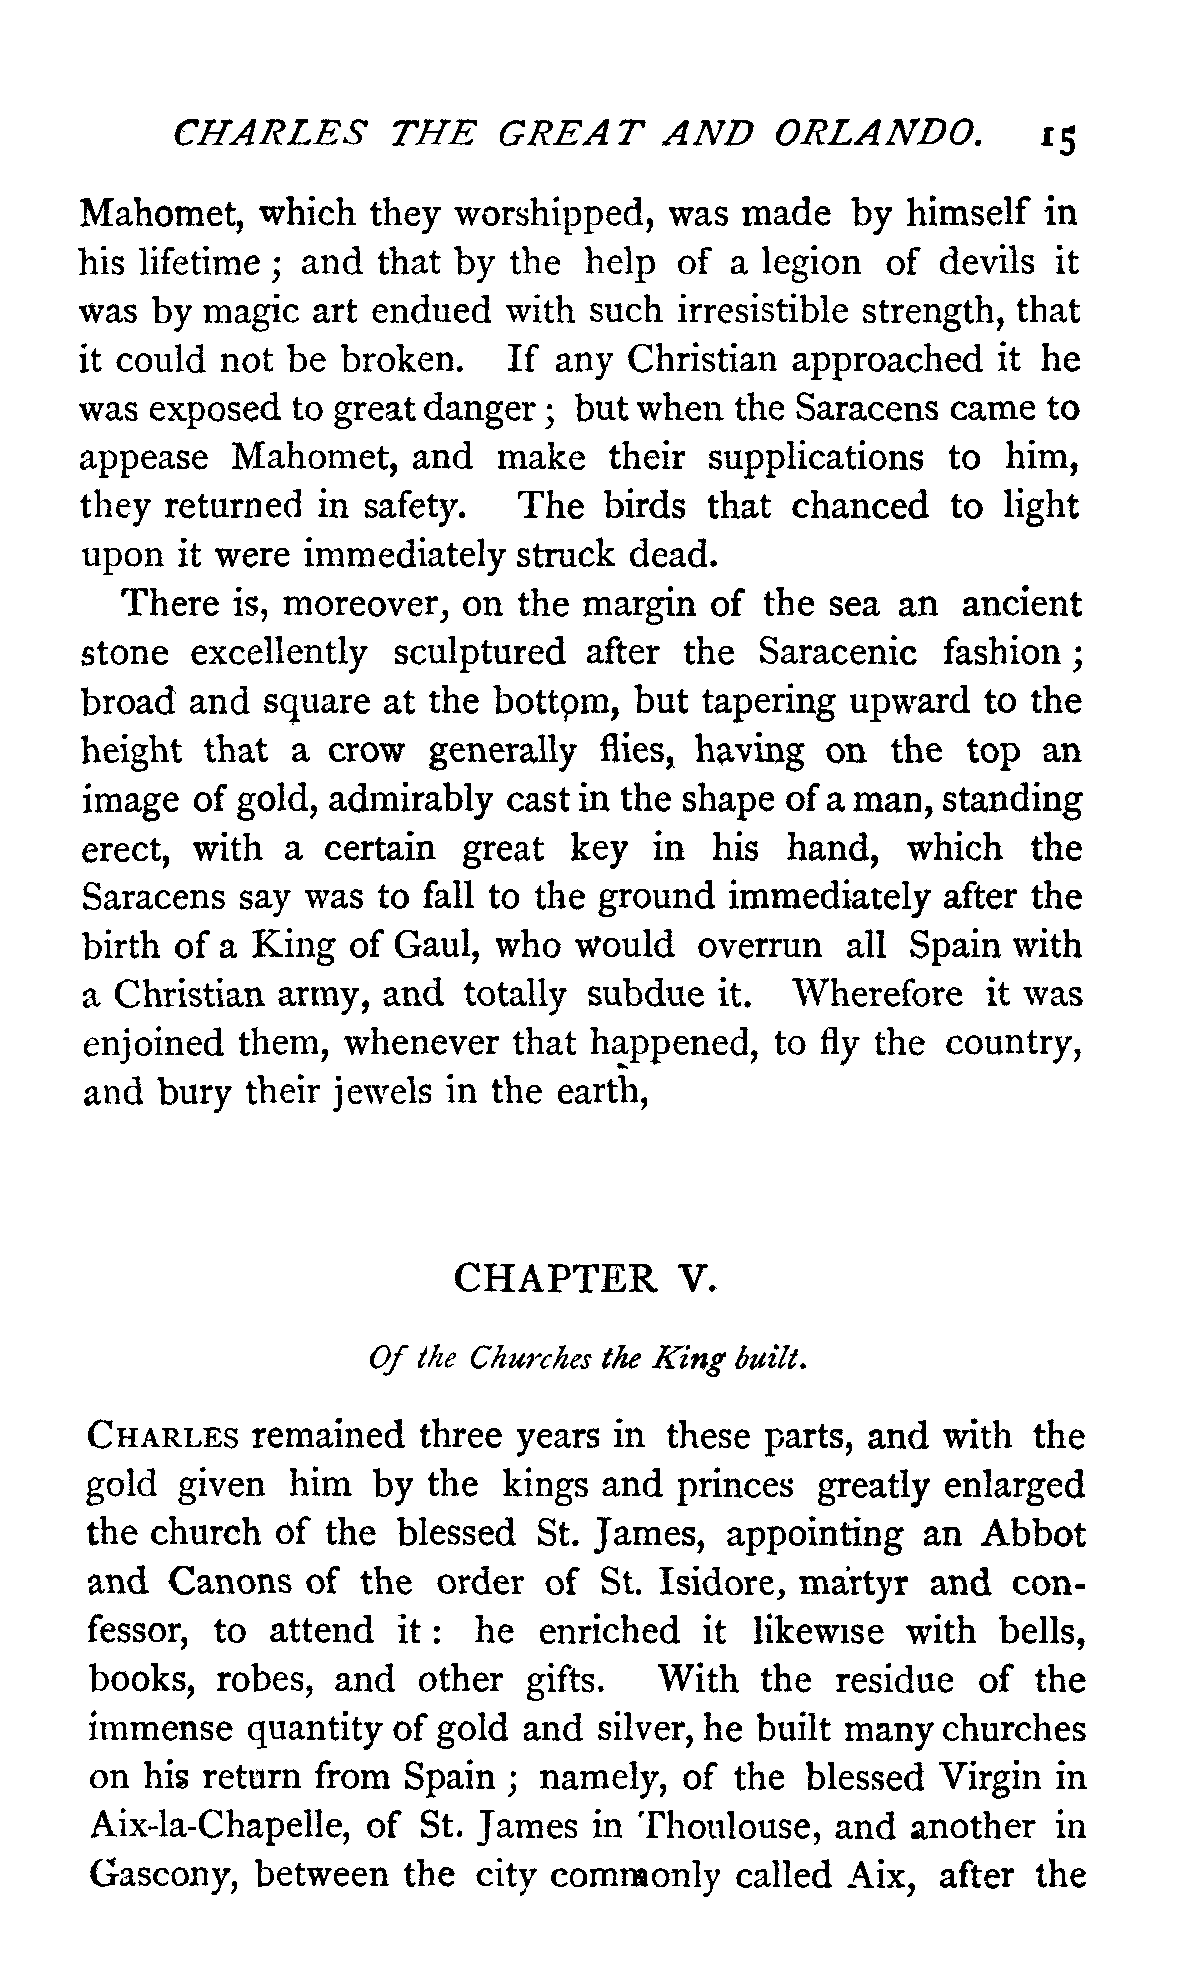 CHARLES THE GREAT AND ORLANDO. 15
Mahomet, which they worshipped, was made by himself in
his lifetime ; and that by the help of a legion of devils it
was by magic art endued with such irresistible strength, that
it could not be broken. If any Christian approached it he
was exposed to great danger ; but when the Saracens came to
appease Mahomet, and make their supplications to him,
they returned in safety. The birds that chanced to light
upon it were immediately struck dead.
There is, moreover, on the margin of the sea an ancient
stone excellently sculptured after the Saracenic fashion ;
broad and square at the bottom, but tapering upward to the
height that a crow generally flies, having on the top an
image of gold, admirably cast in the shape of a man, standing
erect, with a certain great key in his hand, which the
Saracens say was to fall to the ground immediately after the
birth of a King of Gaul, who would overrun all Spain with
a Christian army, and totally subdue it. Wherefore it was
enjoined them, whenever that happened, to fly the country,
and bury their jewels in the earth,
CHAPTER V.
Of the Churches the King built.
CHARLES remained three years in these parts, and with the
gold given him by the kings and princes greatly enlarged
the church of the blessed St. James, appointing an Abbot
and Canons of the order of St. Isidore, martyr and con-
fessor, to attend it : he enriched it likewise with bells,
books, robes, and other gifts. With the residue of the
immense quantity of gold and silver, he built many churches
on his return from Spain ; namely, of the blessed Virgin in
Aix-la-Chapelle, of St. James in Thoulouse, and another in
Gascony, between the city commonly called Aix, after the